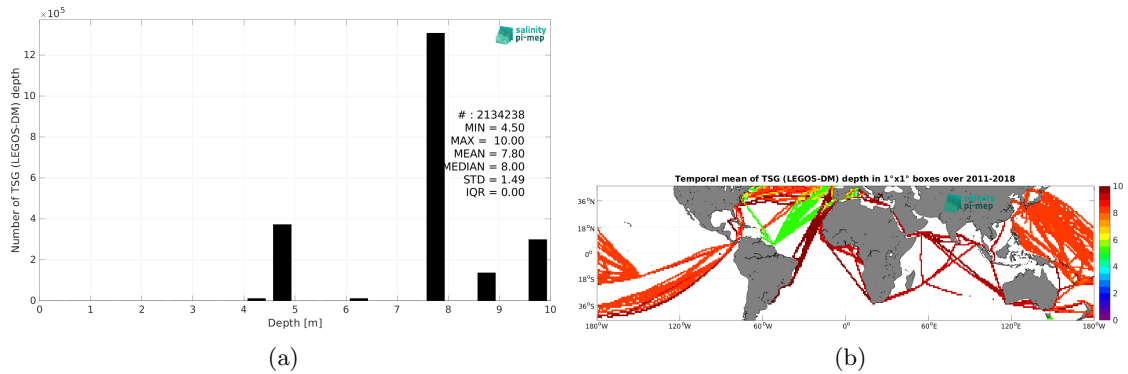 ×10⁵
12
10
8
6
4
2
0
Number of TSG (LEGOS-DM) depth
salinity
pi-mep
# : 2134238
MIN = 4.50
MAX = 10.00
MEAN = 7.80
MEDIAN = 8.00
STD = 1.49
IQR = 0.00
0 1 2 3 4 5 6 7 8 9 10
Depth [m]
(a)
Temporal mean of TSG (LEGOS-DM) depth in 1°x1° boxes over 2011-2018
salinity
pi-mep
36°N
18°N
0°
18°S
36°S
180°W 120°W 60°W 0° 60°E 120°E 180°W
10
8
6
4
2
0
(b)